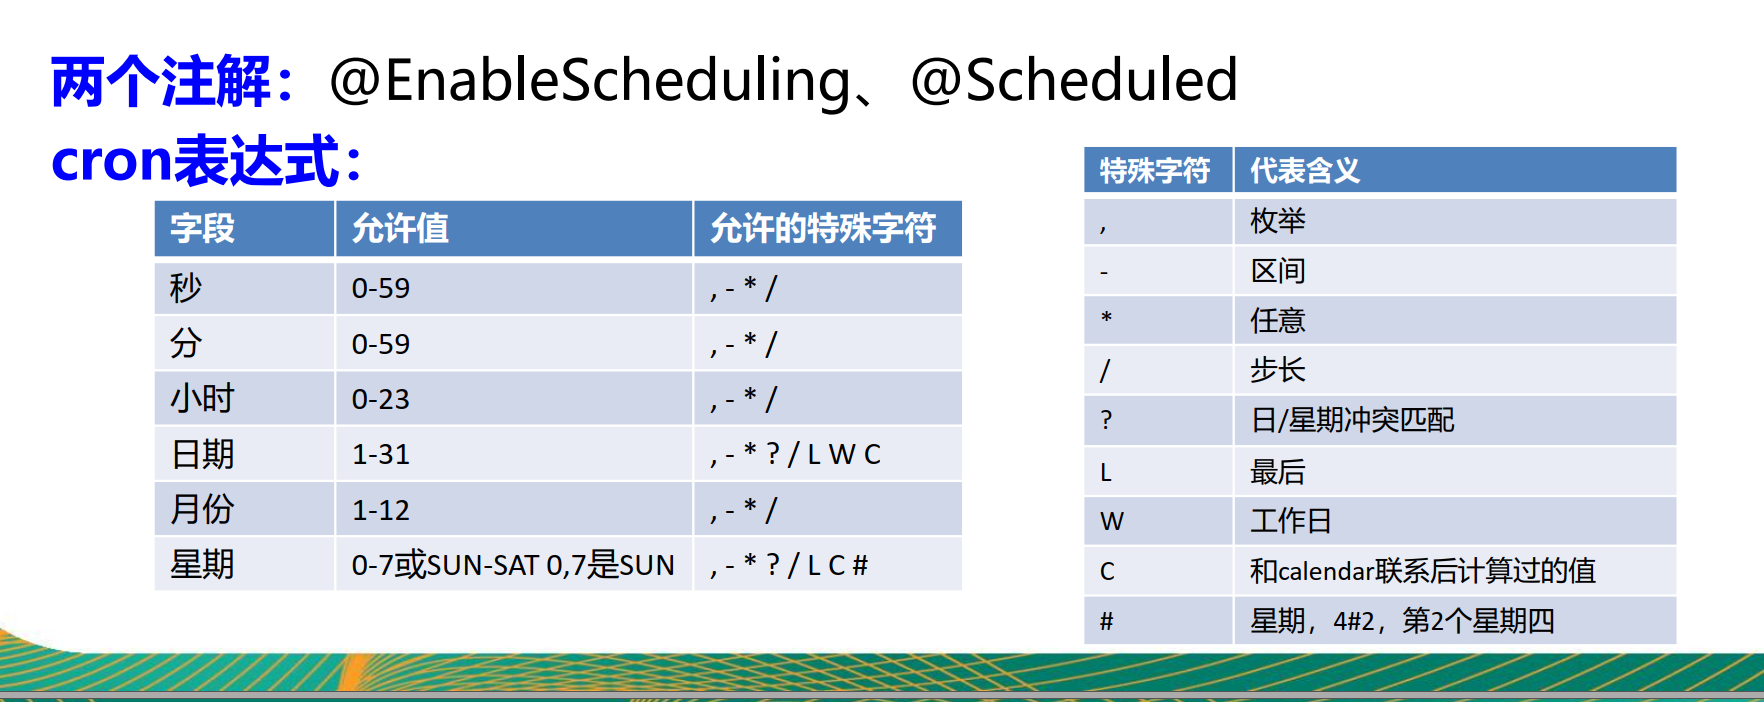 两个注解：@EnableScheduling、@Scheduled
cron表达式：
字段 允许值 允许的特殊字符
秒 0-59 , - * /
分 0-59 , - * /
小时 0-23 , - * /
日期 1-31 , - * ? / L W C
月份 1-12 , - * /
星期 0-7或SUN-SAT 0,7是SUN , - * ? / L C #
特殊字符 代表含义
, 枚举
- 区间
* 任意
/ 步长
? 日/星期冲突匹配
L 最后
W 工作日
C 和calendar联系后计算过的值
# 星期，4#2，第2个星期四